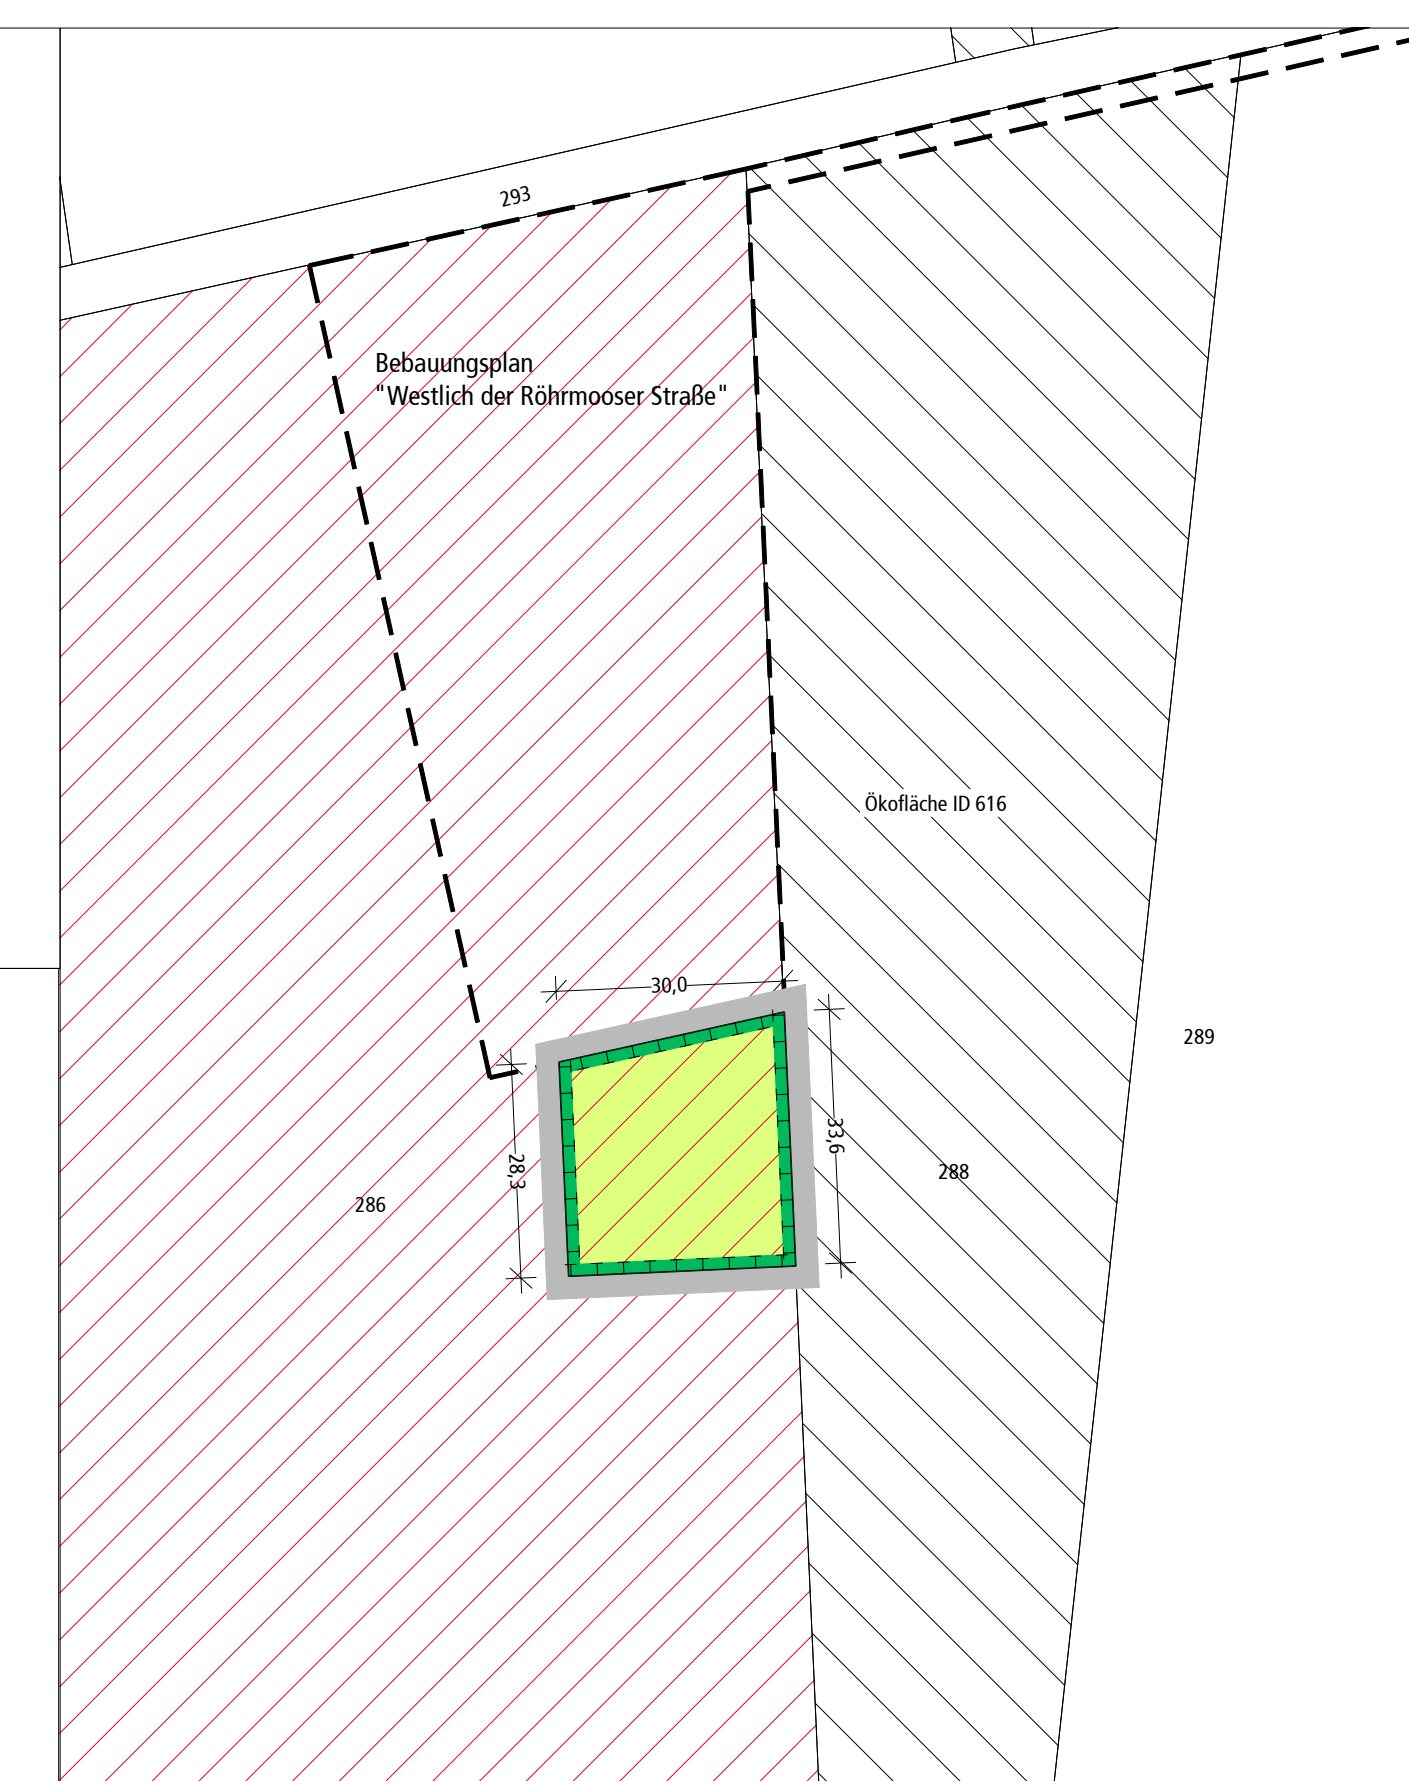 293
Bebauungsplan
"Westlich der Röhrmooser Straße"
Ökofläche ID 616
30,0
289
33,6
28,3
288
286